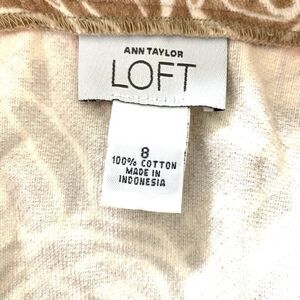 ANN TAYLOR
LOFT
8
100% COTTON
MADE IN
INDONESIA